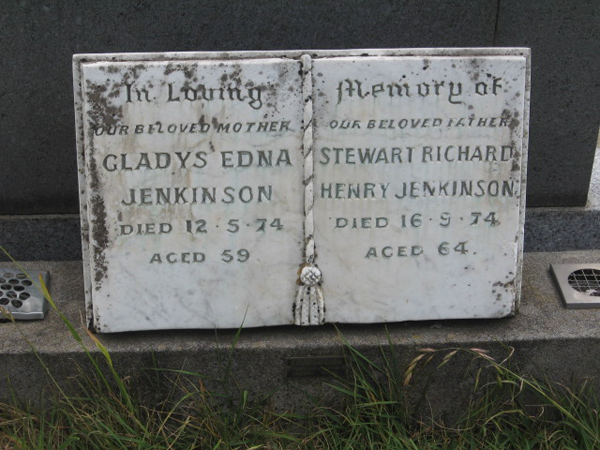 In Loving
OUR BELOVED MOTHER
GLADYS EDNA
JENKINSON
DIED 12·5·74
AGED 59.
Memory of
OUR BELOVED FATHER
STEWART RICHARD
HENRY JENKINSON
DIED 16·9·74
AGED 64.